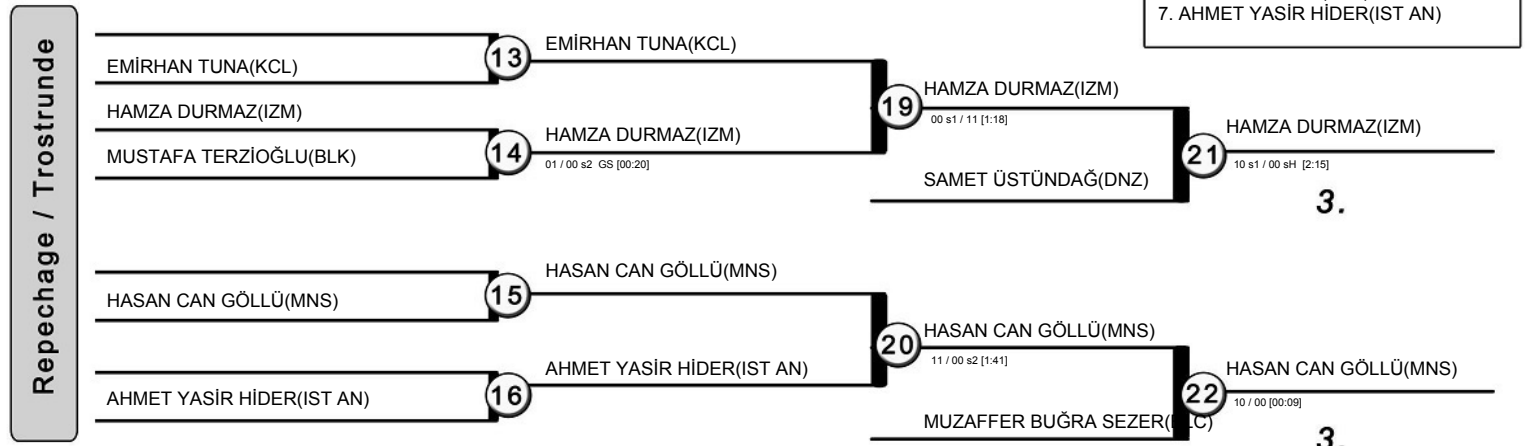 7. AHMET YASİR HİDER(IST AN)
Repechage / Trostrunde
EMİRHAN TUNA(KCL)
13
EMİRHAN TUNA(KCL)
HAMZA DURMAZ(IZM)
MUSTAFA TERZİOĞLU(BLK)
14
HAMZA DURMAZ(IZM)
01 / 00 s2 GS [00:20]
19
HAMZA DURMAZ(IZM)
00 s1 / 11 [1:18]
SAMET ÜSTÜNDAĞ(DNZ)
21
HAMZA DURMAZ(IZM)
10 s1 / 00 sH [2:15]
3.
HASAN CAN GÖLLÜ(MNS)
15
HASAN CAN GÖLLÜ(MNS)
AHMET YASİR HİDER(IST AN)
16
AHMET YASİR HİDER(IST AN)
20
HASAN CAN GÖLLÜ(MNS)
11 / 00 s2 [1:41]
MUZAFFER BUĞRA
22
HASAN CAN GÖLLÜ(MNS)
10 / 00 [00:09]
3.